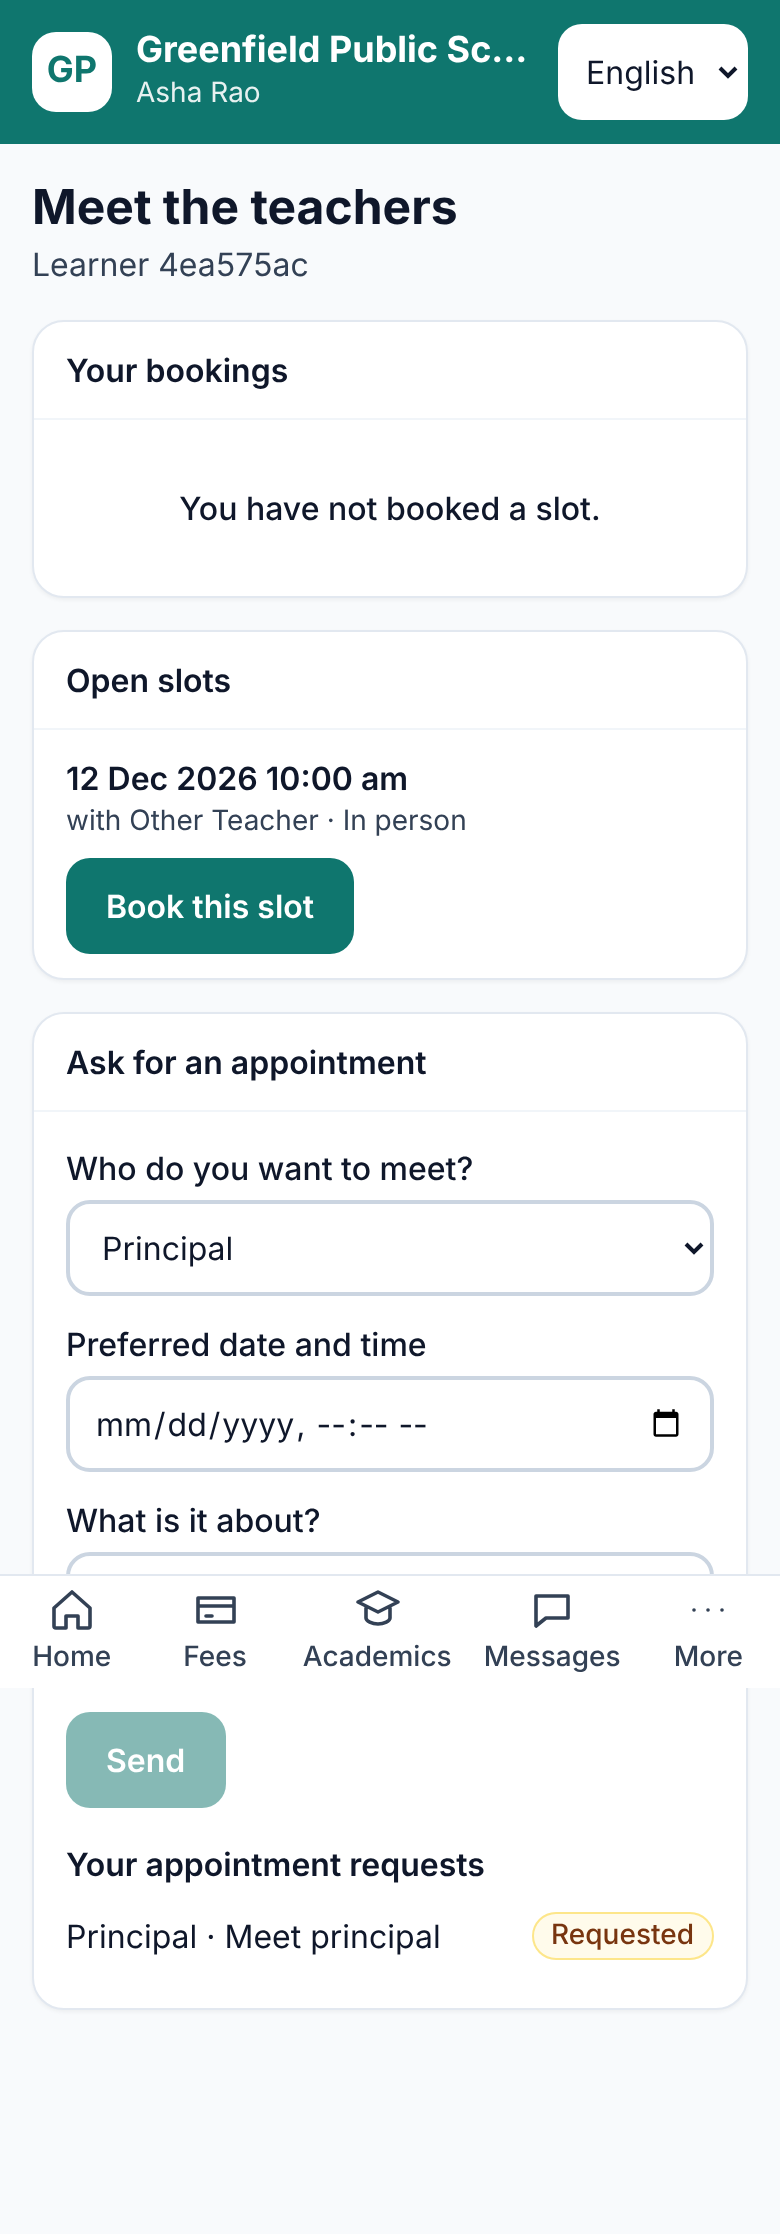 GP
Greenfield Public Sc...
Asha Rao
English
Meet the teachers
Learner 4ea575ac
Your bookings
You have not booked a slot.
Open slots
12 Dec 2026 10:00 am
with Other Teacher · In person
Book this slot
Ask for an appointment
Who do you want to meet?
Principal
Preferred date and time
mm/dd/yyyy, --:-- --
What is it about?
Home
Fees
Academics
Messages
More
Send
Your appointment requests
Principal · Meet principal
Requested